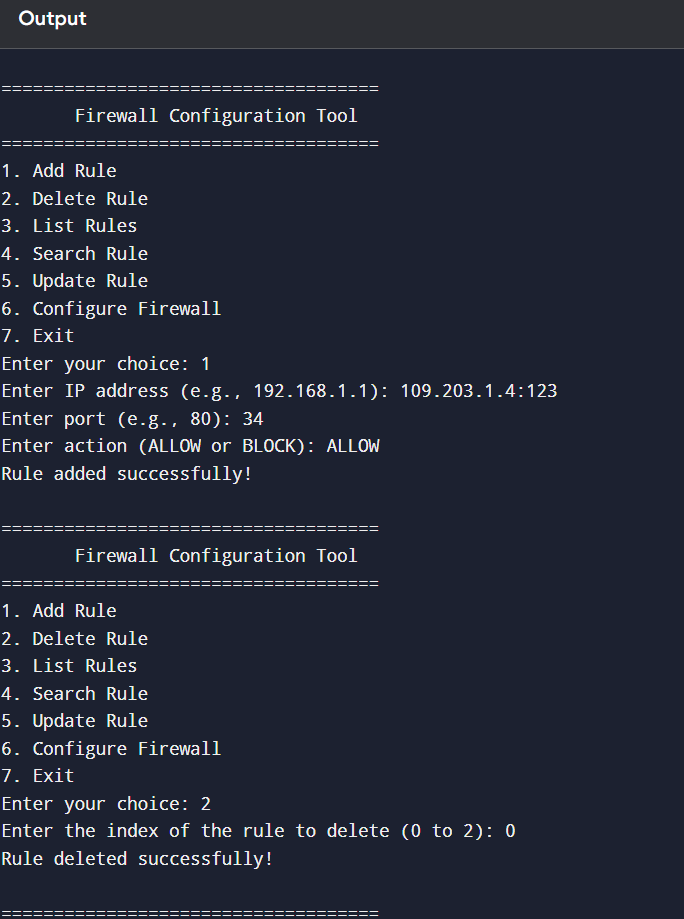 Output
====================================
Firewall Configuration Tool
====================================
1. Add Rule
2. Delete Rule
3. List Rules
4. Search Rule
5. Update Rule
6. Configure Firewall
7. Exit
Enter your choice: 1
Enter IP address (e.g., 192.168.1.1): 109.203.1.4:123
Enter port (e.g., 80): 34
Enter action (ALLOW or BLOCK): ALLOW
Rule added successfully!
====================================
Firewall Configuration Tool
====================================
1. Add Rule
2. Delete Rule
3. List Rules
4. Search Rule
5. Update Rule
6. Configure Firewall
7. Exit
Enter your choice: 2
Enter the index of the rule to delete (0 to 2): 0
Rule deleted successfully!
====================================